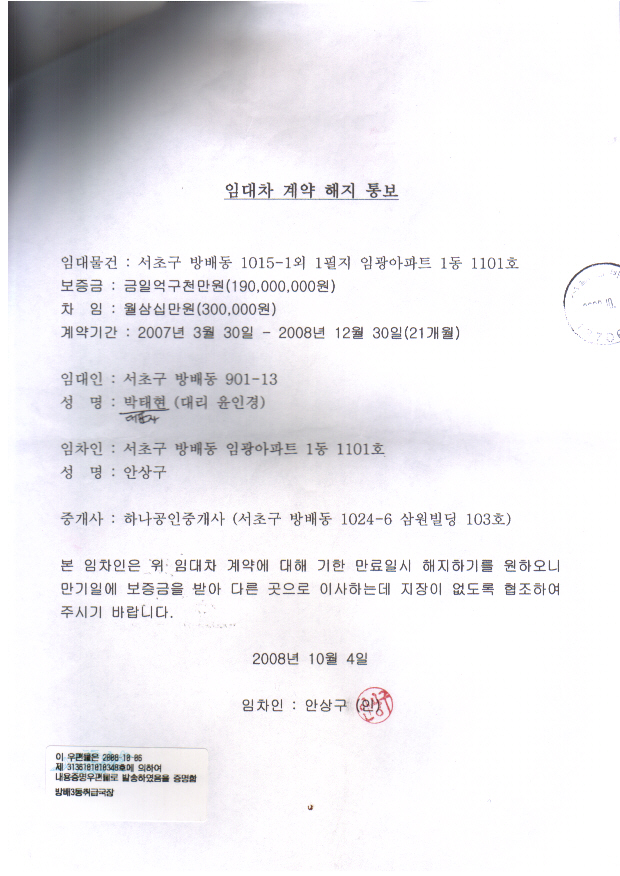 임대차 계약 해지 통보
임대물건 : 서초구 방배동 1015-1외 1필지 임광아파트 1동 1101호
보증금 : 금일억구천만원(190,000,000원)
차 임 : 월삼십만원(300,000원)
계약기간 : 2007년 3월 30일 - 2008년 12월 30일(21개월)
임대인 : 서초구 방배동 901-13
성 명 : 박태현 (대리 윤인경)
임차인 : 서초구 방배동 임광아파트 1동 1101호
성 명 : 안상구
중개사 : 하나공인중개사 (서초구 방배동 1024-6 삼원빌딩 103호)
본 임차인은 위 임대차 계약에 대해 기한 만료일시 해지하기를 원하오니
만기일에 보증금을 받아 다른 곳으로 이사하는데 지장이 없도록 협조하여
주시기 바랍니다.
2008년 10월 4일
임차인 : 안상구 (인)
이 우편물은 2008-10-06
제 3136101010348호에 의하여
내용증명우편물로 발송하였음을 증명함
방배3동취급국장